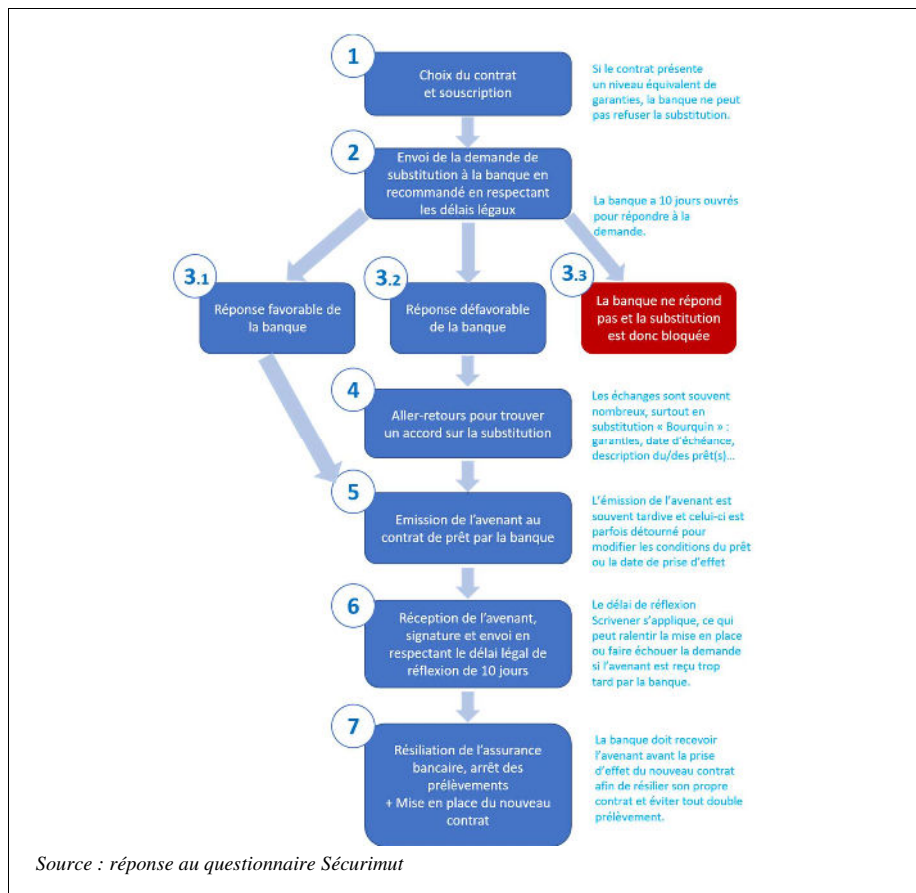 1
Choix du contrat
et souscription
Si le contrat présente
un niveau équivalent de
garanties, la banque ne peut
pas refuser la substitution.
2
Envoi de la demande de
substitution à la banque en
recommandé en respectant
les délais légaux
La banque a 10 jours ouvrés
pour répondre à la
demande.
3.1
Réponse favorable de
la banque
3.2
Réponse défavorable
de la banque
3.3
La banque ne répond
pas et la substitution
est donc bloquée
4
Aller-retours pour trouver
un accord sur la substitution
Les échanges sont souvent
nombreux, surtout en
substitution « Bourquin » :
garanties, date d'échéance,
description du/des prêt(s)...
5
Emission de l'avenant au
contrat de prêt par la banque
L'émission de l'avenant est
souvent tardive et celui-ci est
parfois détourné pour
modifier les conditions du prêt
ou la date de prise d'effet
6
Réception de l'avenant,
signature et envoi en
respectant le délai légal de
réflexion de 10 jours
Le délai de réflexion
Scrivener s'applique, ce qui
peut ralentir la mise en place
ou faire échouer la demande
si l'avenant est reçu trop
tard par la banque.
7
Résiliation de l'assurance
bancaire, arrêt des
prélèvements
+ Mise en place du nouveau
contrat
La banque doit recevoir
l'avenant avant la prise
d'effet du nouveau contrat
afin de résilier son propre
contrat et éviter tout double
prélèvement.
Source : réponse au questionnaire Sécurimut